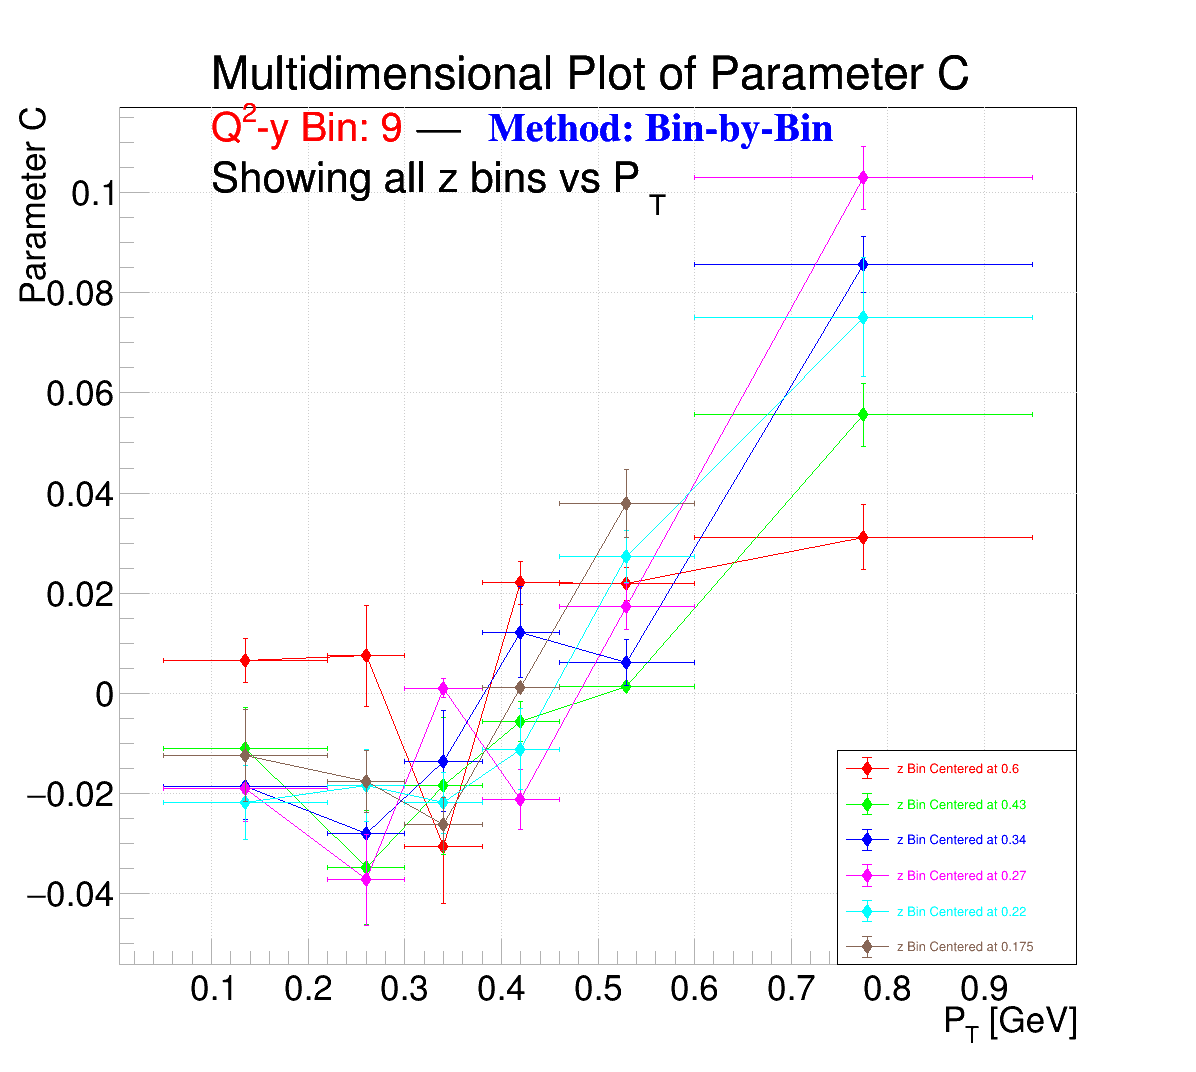 Multidimensional Plot of Parameter C
Q²-y Bin: 9 — Method: Bin-by-Bin
Showing all z bins vs P_T
Parameter C
0.1
0.08
0.06
0.04
0.02
0
−0.02
−0.04
z Bin Centered at 0.6
z Bin Centered at 0.43
z Bin Centered at 0.34
z Bin Centered at 0.27
z Bin Centered at 0.22
z Bin Centered at 0.175
0.1 0.2 0.3 0.4 0.5 0.6 0.7 0.8 0.9
P_T [GeV]